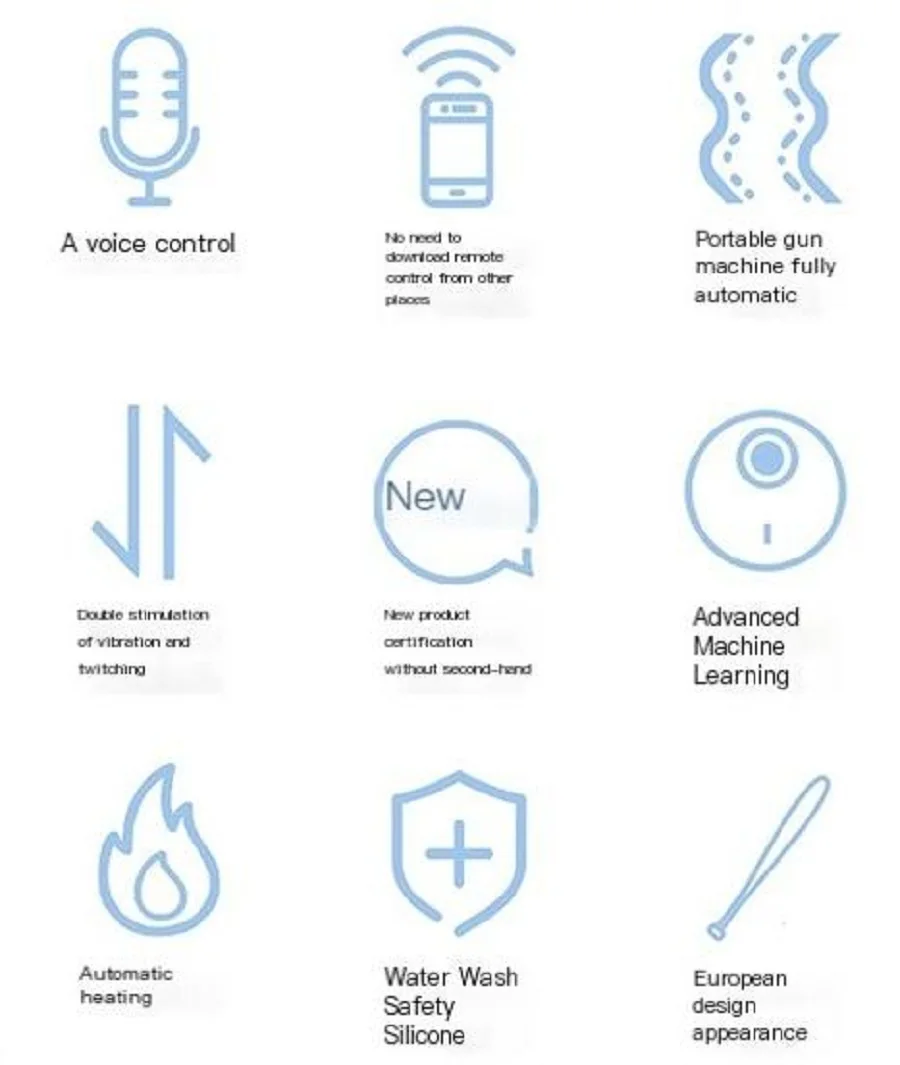 A voice control
No need to
download remote
control from other
places
Portable gun
machine fully
automatic
Double stimulation
of vibration and
twitching
New
New product
certification
without second-hand
Advanced
Machine
Learning
Automatic
heating
Water Wash
Safety
Silicone
European
design
appearance